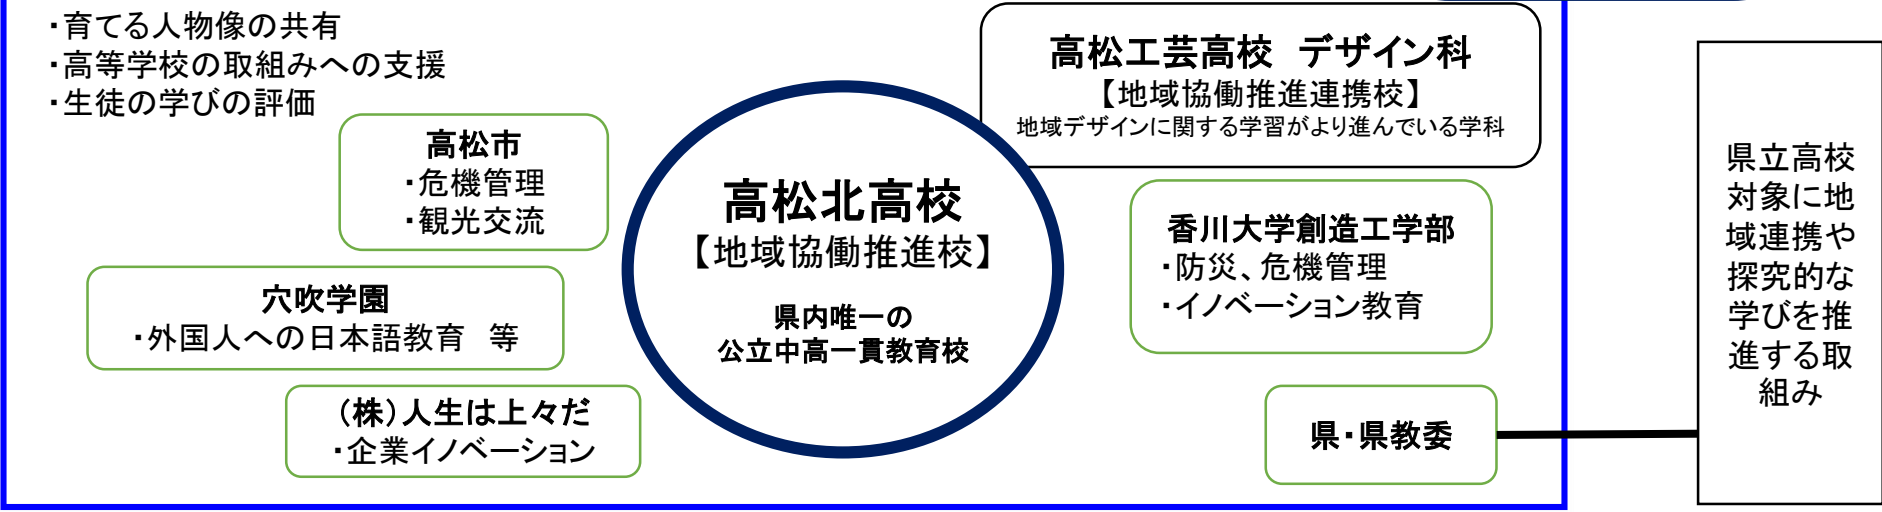 ・育てる人物像の共有
・高等学校の取組みへの支援
・生徒の学びの評価
高松工芸高校　デザイン科
【地域協働推進連携校】
地域デザインに関する学習がより進んでいる学科
高松市
・危機管理
・観光交流
高松北高校
【地域協働推進校】
県内唯一の
公立中高一貫教育校
香川大学創造工学部
・防災、危機管理
・イノベーション教育
穴吹学園
・外国人への日本語教育　等
（株）人生は上々だ
・企業イノベーション
県・県教委
県立高校
対象に地
域連携や
探究的な
学びを推
進する取
組み